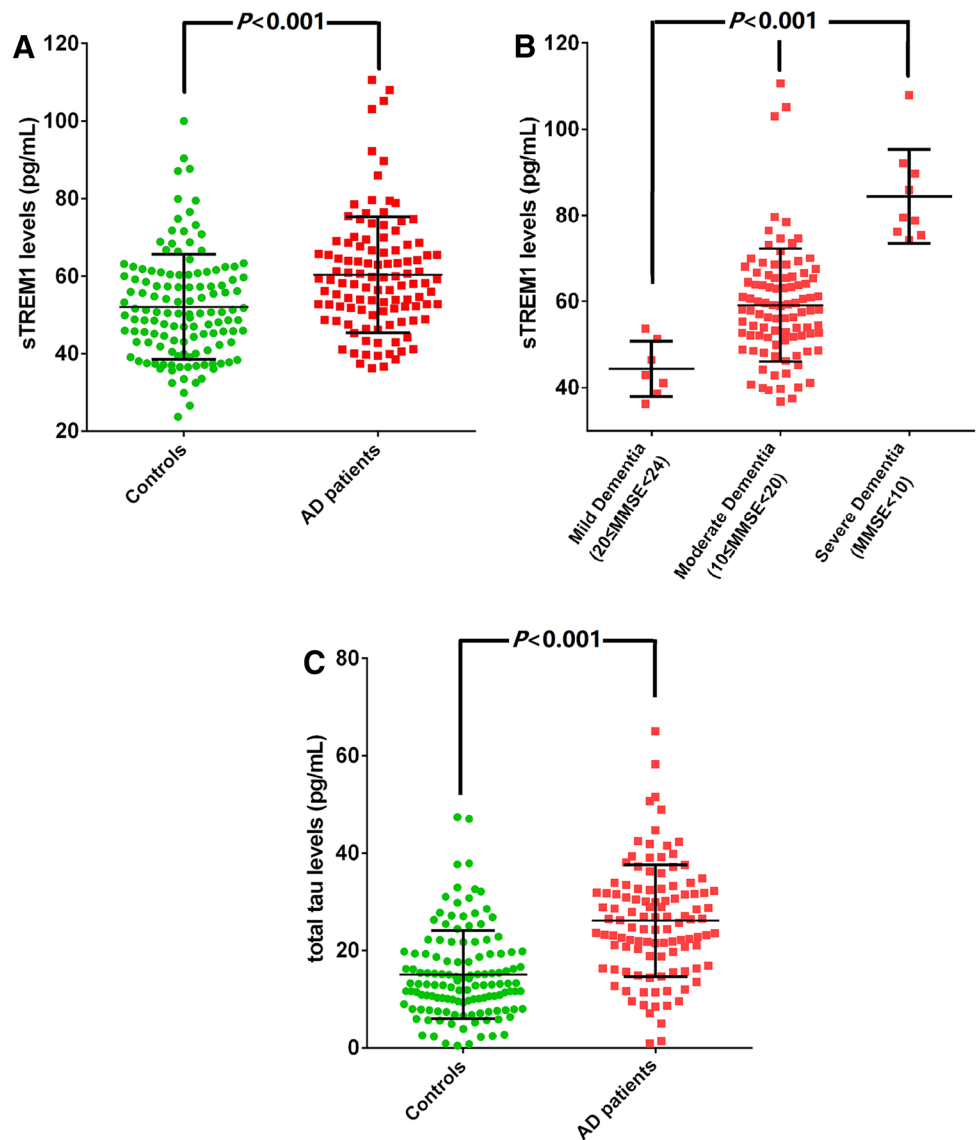 A
P<0.001
sTREM1 levels (pg/mL)
120
100
80
60
40
20
Controls
AD patients
B
P<0.001
sTREM1 levels (pg/mL)
120
100
80
60
40
Mild Dementia
(20≤MMSE<24)
Moderate Dementia
(10≤MMSE<20)
Severe Dementia
(MMSE<10)
C
P<0.001
total tau levels (pg/mL)
80
60
40
20
0
Controls
AD patients